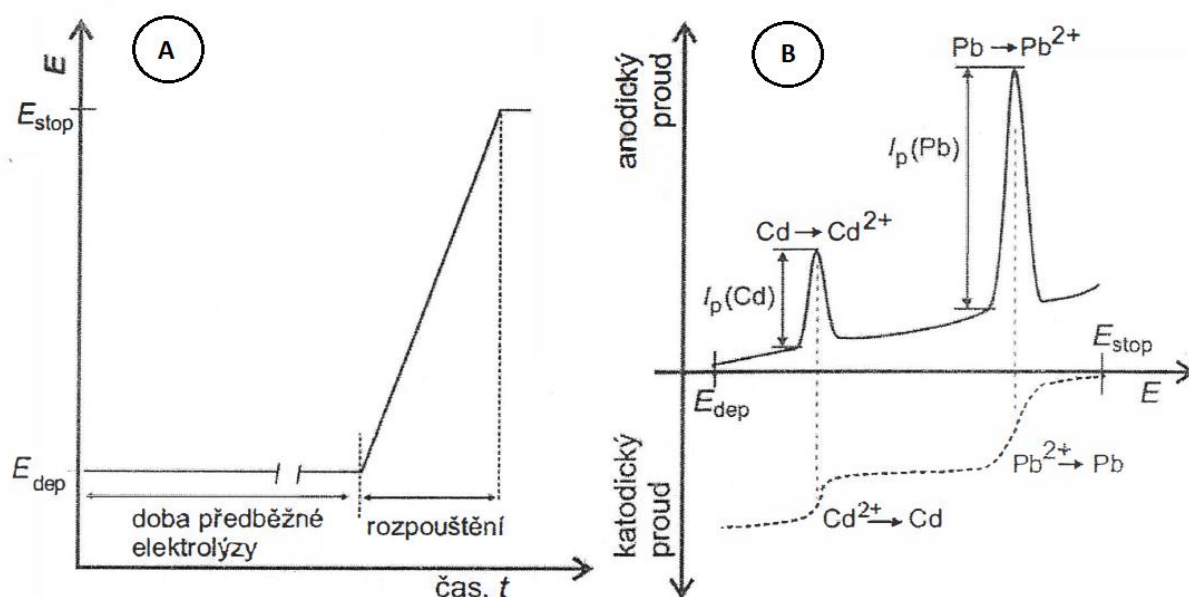 A
E
E_stop
E_dep
doba předběžné
elektrolýzy
rozpouštění
čas, t
B
anodický
proud
katodický
proud
Pb → Pb²⁺
I_p(Pb)
Cd → Cd²⁺
I_p(Cd)
E_stop
E_dep
E
Pb²⁺ → Pb
Cd²⁺ → Cd